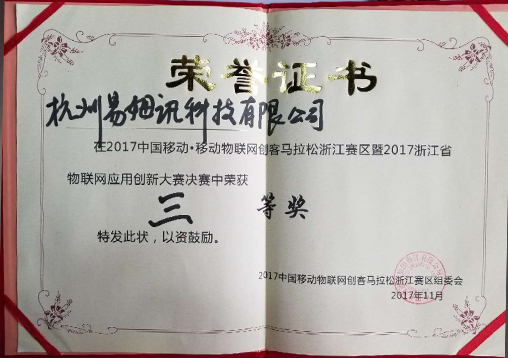 荣誉证书
杭州易妞讯科技有限公司
在2017中国移动·移动物联网创客马拉松浙江赛区暨2017浙江省
物联网应用创新大赛决赛中荣获
三 等奖
特发此状，以资鼓励。
2017中国移动物联网创客马拉松浙江赛区组委会
2017年11月